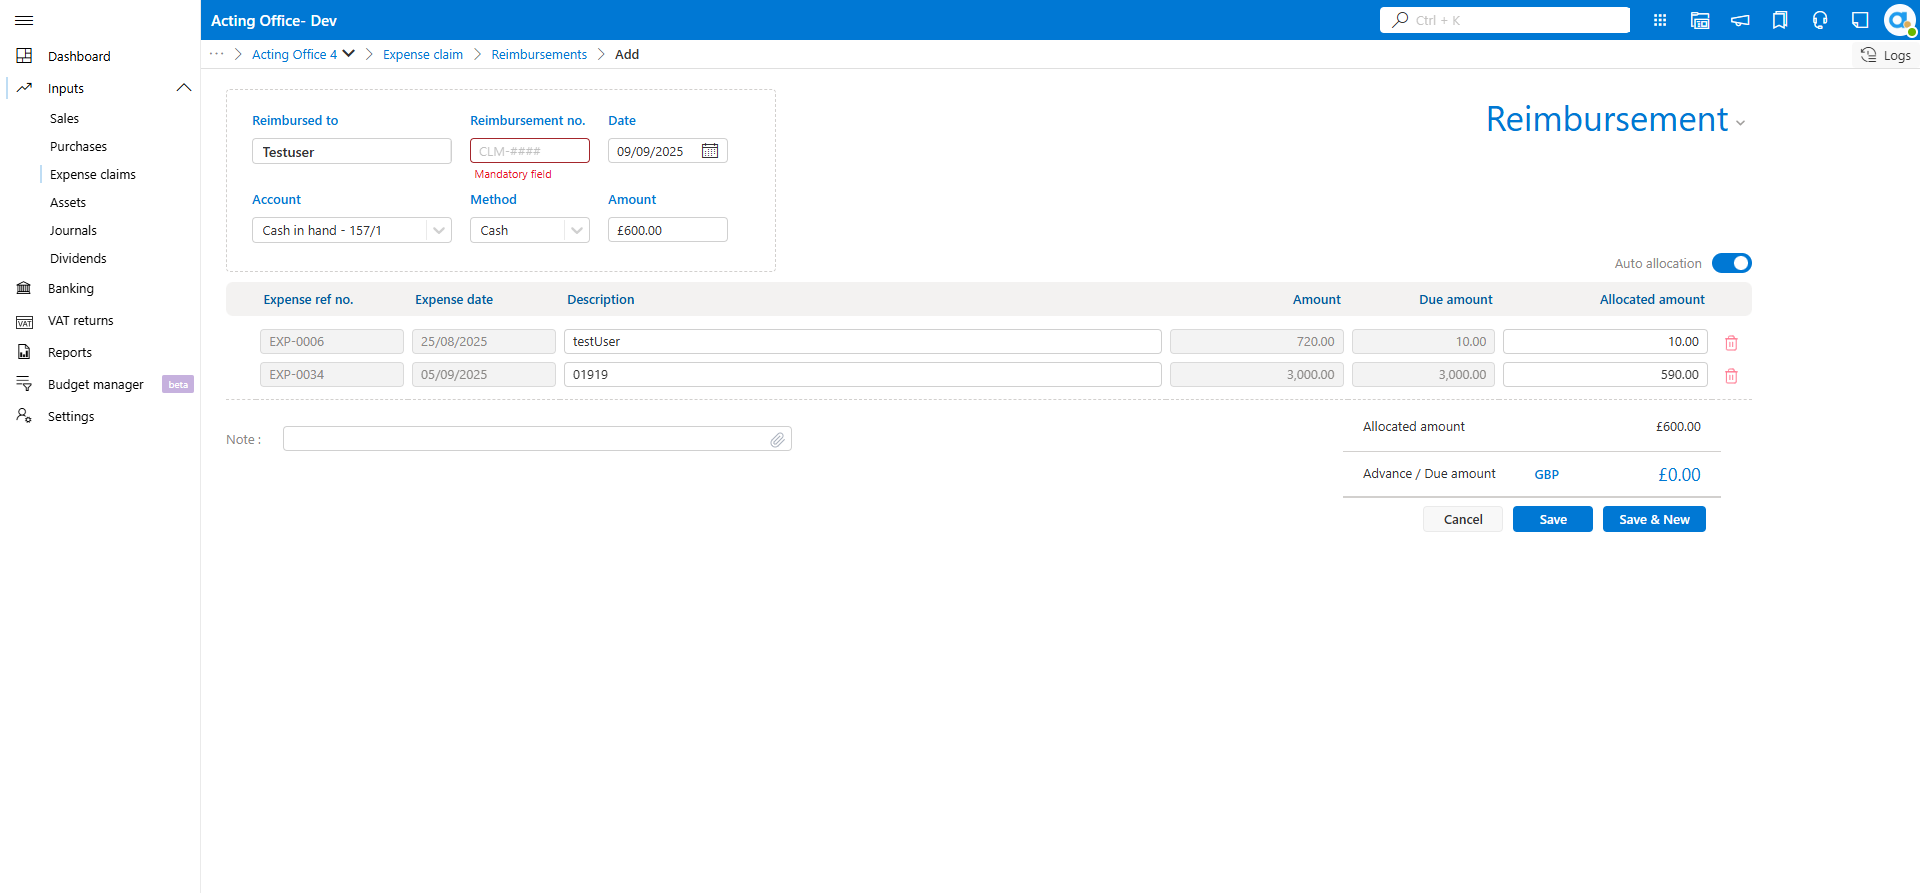 Acting Office- Dev
Ctrl + K
Dashboard
Inputs
Sales
Purchases
Expense claims
Assets
Journals
Dividends
Banking
VAT
VAT returns
Reports
Budget manager beta
Settings
··· Acting Office 4 Expense claim Reimbursements Add
Logs
Reimbursement
Reimbursed to Reimbursement no. Date
Testuser CLM-#### 09/09/2025
Mandatory field
Account Method Amount
Cash in hand - 157/1 Cash £600.00
Auto allocation
Expense ref no. Expense date Description Amount Due amount Allocated amount
EXP-0006 25/08/2025 testUser 720.00 10.00 10.00
EXP-0034 05/09/2025 01919 3,000.00 3,000.00 590.00
Note :
Allocated amount £600.00
Advance / Due amount GBP £0.00
Cancel Save Save & New